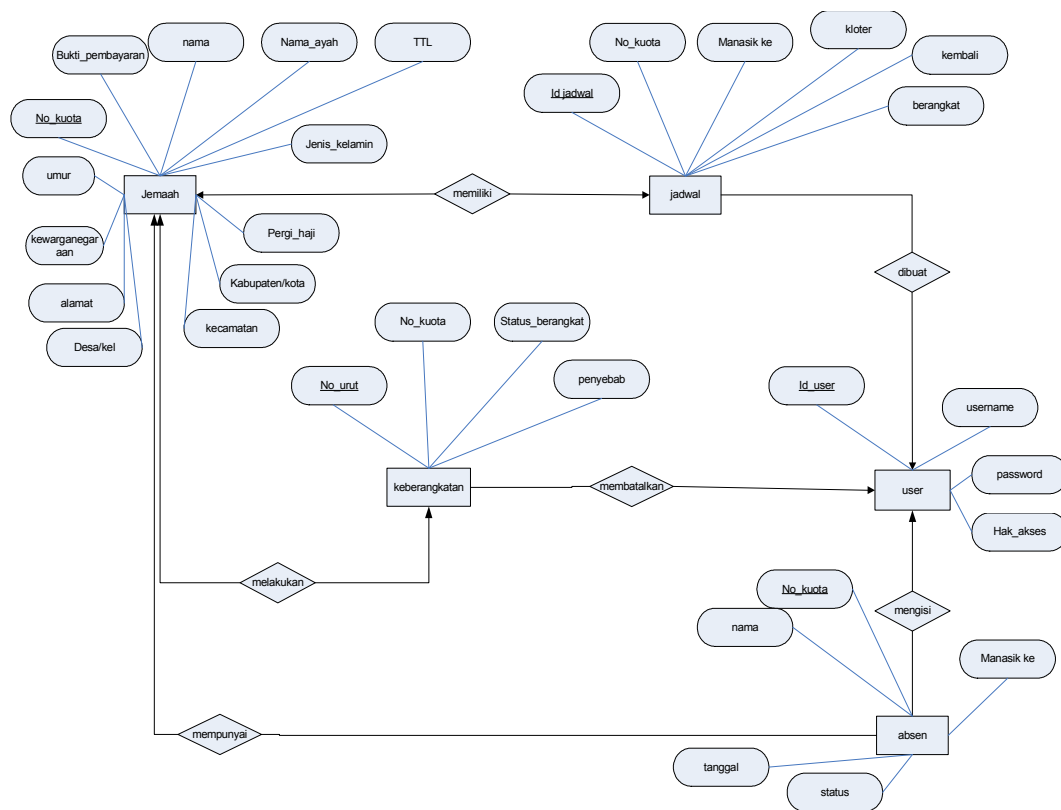 Bukti_pembayaran
nama
Nama_ayah
TTL
No_kuota
Jenis_kelamin
umur
Jemaah
kewarganegar
aan
Pergi_haji
alamat
Kabupaten/kota
Desa/kel
kecamatan
memiliki
No_kuota
Manasik ke
kloter
kembali
Id jadwal
berangkat
jadwal
dibuat
No_kuota
Status_berangkat
No_urut
penyebab
keberangkatan
membatalkan
Id_user
username
user
password
Hak_akses
melakukan
No_kuota
mengisi
nama
Manasik ke
mempunyai
absen
tanggal
status